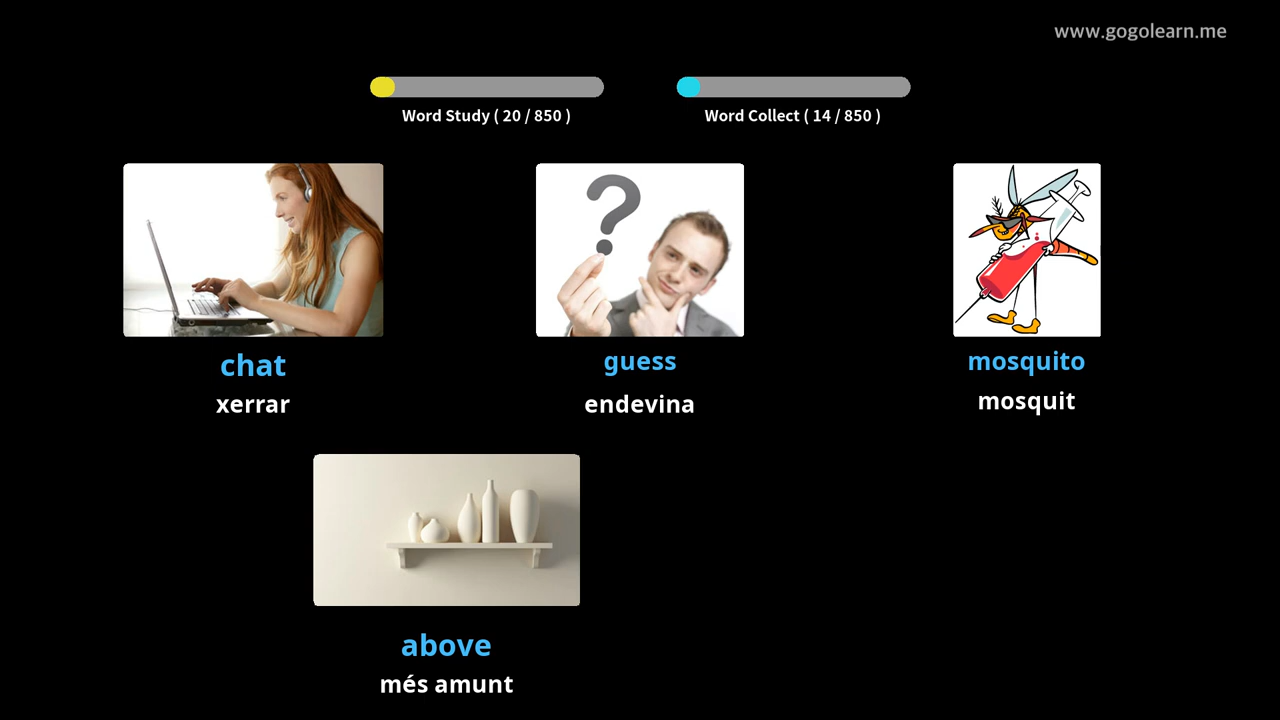 www.gogolearn.me
Word Study ( 20 / 850 )
Word Collect ( 14 / 850 )
chat
xerrar
guess
endevina
mosquito
mosquit
above
més amunt